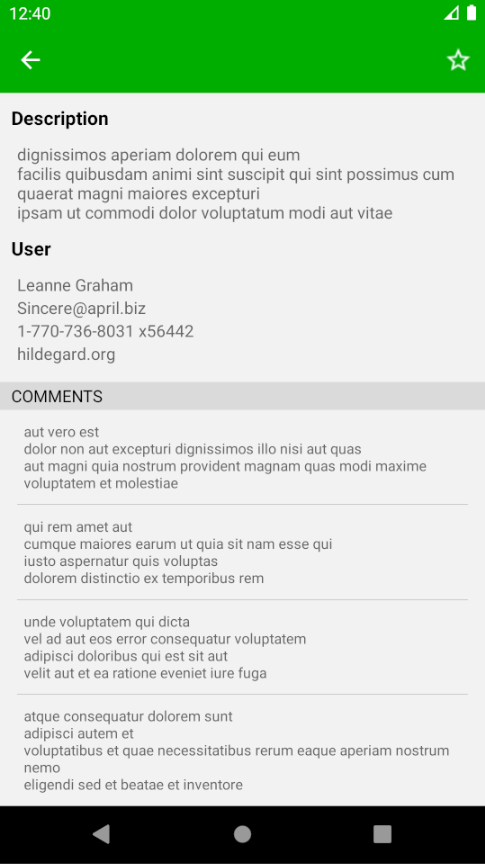 12:40
Description
dignissimos aperiam dolorem qui eum
facilis quibusdam animi sint suscipit qui sint possimus cum
quaerat magni maiores excepturi
ipsam ut commodi dolor voluptatum modi aut vitae
User
Leanne Graham
Sincere@april.biz
1-770-736-8031 x56442
hildegard.org
COMMENTS
aut vero est
dolor non aut excepturi dignissimos illo nisi aut quas
aut magni quia nostrum provident magnam quas modi maxime
voluptatem et molestiae
qui rem amet aut
cumque maiores earum ut quia sit nam esse qui
iusto aspernatur quis voluptas
dolorem distinctio ex temporibus rem
unde voluptatem qui dicta
vel ad aut eos error consequatur voluptatem
adipisci doloribus qui est sit aut
velit aut et ea ratione eveniet iure fuga
atque consequatur dolorem sunt
adipisci autem et
voluptatibus et quae necessitatibus rerum eaque aperiam nostrum
nemo
eligendi sed et beatae et inventore